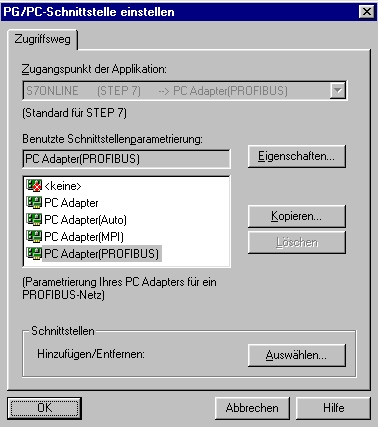 PG/PC-Schnittstelle einstellen
Zugriffsweg
Zugangspunkt der Applikation:
S7ONLINE (STEP 7) --> PC Adapter(PROFIBUS)
(Standard für STEP 7)
Benutzte Schnittstellenparametrierung:
PC Adapter(PROFIBUS)
Eigenschaften...
<keine>
PC Adapter
PC Adapter(Auto)
PC Adapter(MPI)
PC Adapter(PROFIBUS)
Kopieren...
Löschen
(Parametrierung Ihres PC Adapters für ein
PROFIBUS-Netz)
Schnittstellen
Hinzufügen/Entfernen:
Auswählen...
OK
Abbrechen
Hilfe